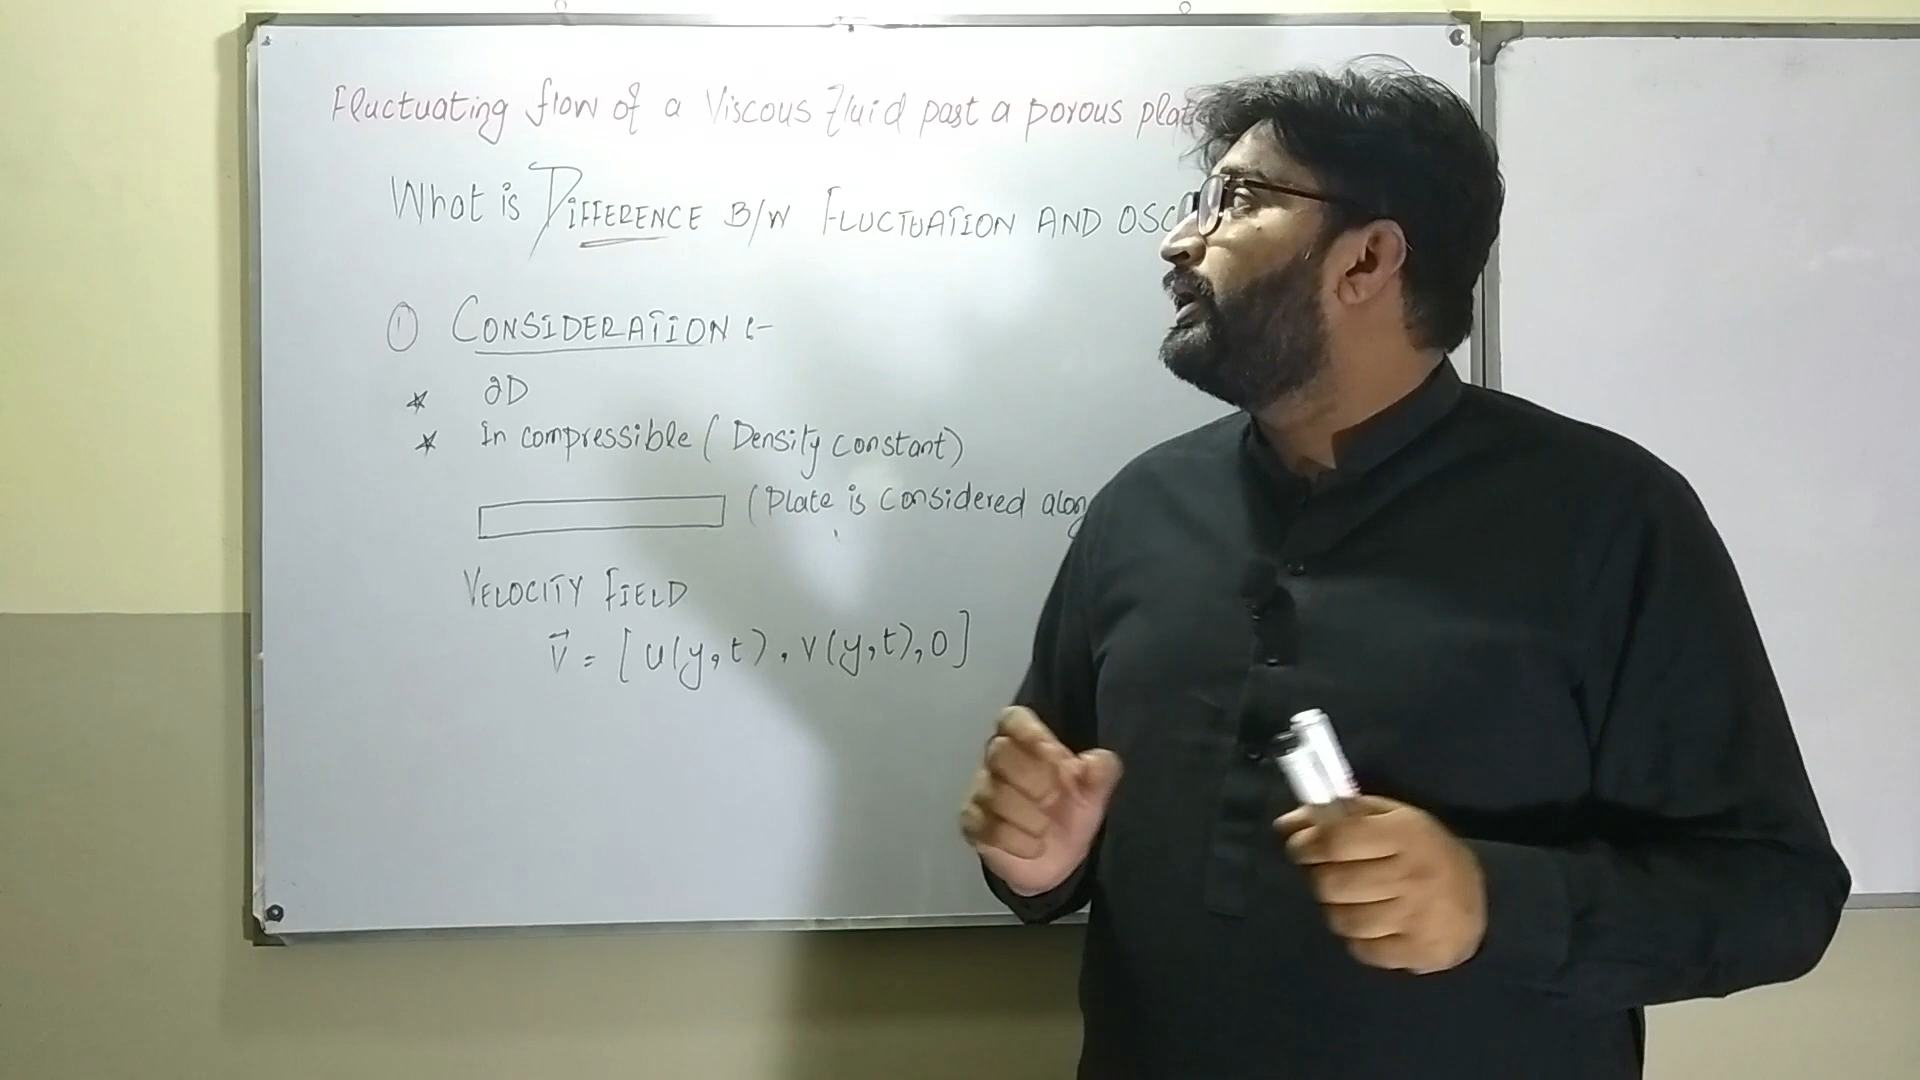 Fluctuating flow of a Viscous fluid past a porous plate
What is DIFFERENCE B/W FLUCTUATION AND OSC
① CONSIDERATION :-
★ 2D
★ In compressible ( Density constant)
(Plate is considered along
VELOCITY FIELD
V⃗ = [u(y,t), v(y,t), 0]